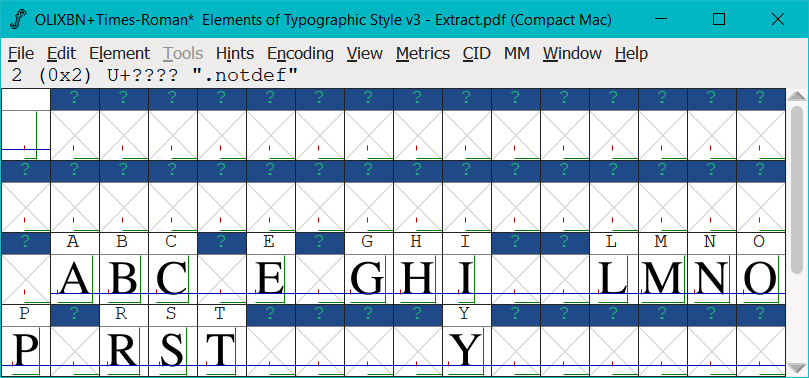 OLIXBN+Times-Roman* Elements of Typographic Style v3 - Extract.pdf (Compact Mac)
File Edit Element Tools Hints Encoding View Metrics CID MM Window Help
2 (0x2) U+???? ".notdef"
? ? ? ? ? ? ? ? ? ? ? ? ? ? ?
? ? ? ? ? ? ? ? ? ? ? ? ? ? ? ?
? A B C ? E ? G H I ? ? L M N O
A B C E G H I L M N O
P ? R S T ? ? ? ? Y ? ? ? ? ? ?
P R S T Y